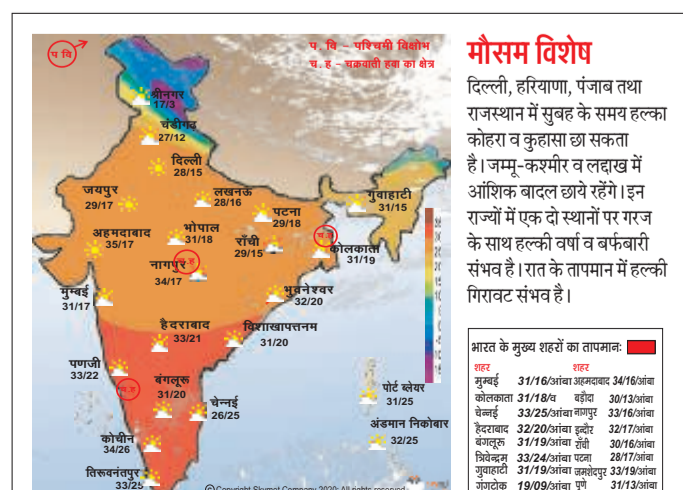 प वि
प. वि - पश्चिमी विक्षोभ
च. ह - चक्रवाती हवा का क्षेत्र
श्रीनगर
17/3
चंडीगढ़
27/12
दिल्ली
28/15
जयपुर
29/17
लखनऊ
28/16
पटना
29/18
गुवाहाटी
31/15
अहमदाबाद
35/17
भोपाल
31/18
राँची
29/15
च.ह
कोलकाता
31/19
नागपुर
34/17
मुम्बई
31/17
भुवनेश्वर
32/20
हैदराबाद
33/21
विशाखापत्तनम
31/20
पणजी
33/22
बंगलूरू
31/20
चेन्नई
26/25
पोर्ट ब्लेयर
31/25
अंडमान निकोबार
32/25
कोचीन
34/26
तिरूवनंतपुर
33/25
©Copyright Skymet Company 2020: All rights reserved
मौसम विशेष
दिल्ली, हरियाणा, पंजाब तथा
राजस्थान में सुबह के समय हल्का
कोहरा व कुहासा छा सकता
है। जम्मू-कश्मीर व लद्दाख में
आंशिक बादल छाये रहेंगे। इन
राज्यों में एक दो स्थानों पर गरज
के साथ हल्की वर्षा व बर्फबारी
संभव है। रात के तापमान में हल्की
गिरावट संभव है।
भारत के मुख्य शहरों का तापमानः
शहर शहर
मुम्बई 31/16/आंबा अहमदाबाद 34/16/आंबा
कोलकाता 31/18/व बड़ौदा 30/13/आंबा
चेन्नई 33/25/आंबा नागपुर 33/16/आंबा
हैदराबाद 32/20/आंबा इन्दौर 32/17/आंबा
बंगलूरू 31/19/आंबा राँची 30/16/आंबा
त्रिवेन्द्रम 33/24/आंबा पटना 28/17/आंबा
गुवाहाटी 31/19/आंबा जमशेदपुर 33/19/आंबा
गंगटोक 19/09/आंबा पुणे 31/13/आंबा